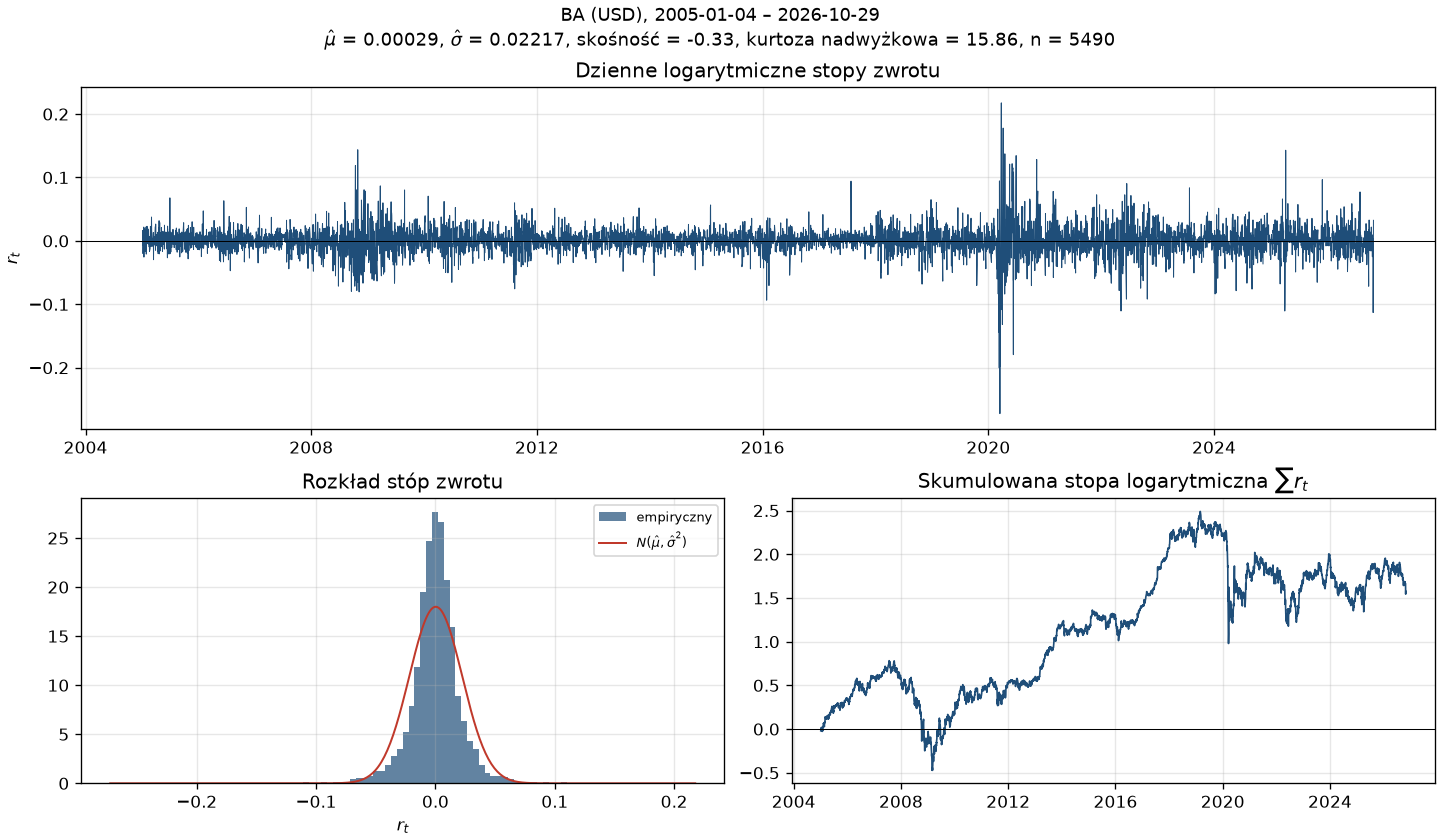 BA (USD), 2005-01-04 – 2026-10-29
μ̂ = 0.00029, σ̂ = 0.02217, skośność = -0.33, kurtoza nadwyżkowa = 15.86, n = 5490
Dzienne logarytmiczne stopy zwrotu
0.2
0.1
0.0
−0.1
−0.2
r_t
2004 2008 2012 2016 2020 2024
Rozkład stóp zwrotu
empiryczny
N(μ̂, σ̂²)
25
20
15
10
5
0
−0.2 −0.1 0.0 0.1 0.2
r_t
Skumulowana stopa logarytmiczna ∑r_t
2.5
2.0
1.5
1.0
0.5
0.0
−0.5
2004 2008 2012 2016 2020 2024